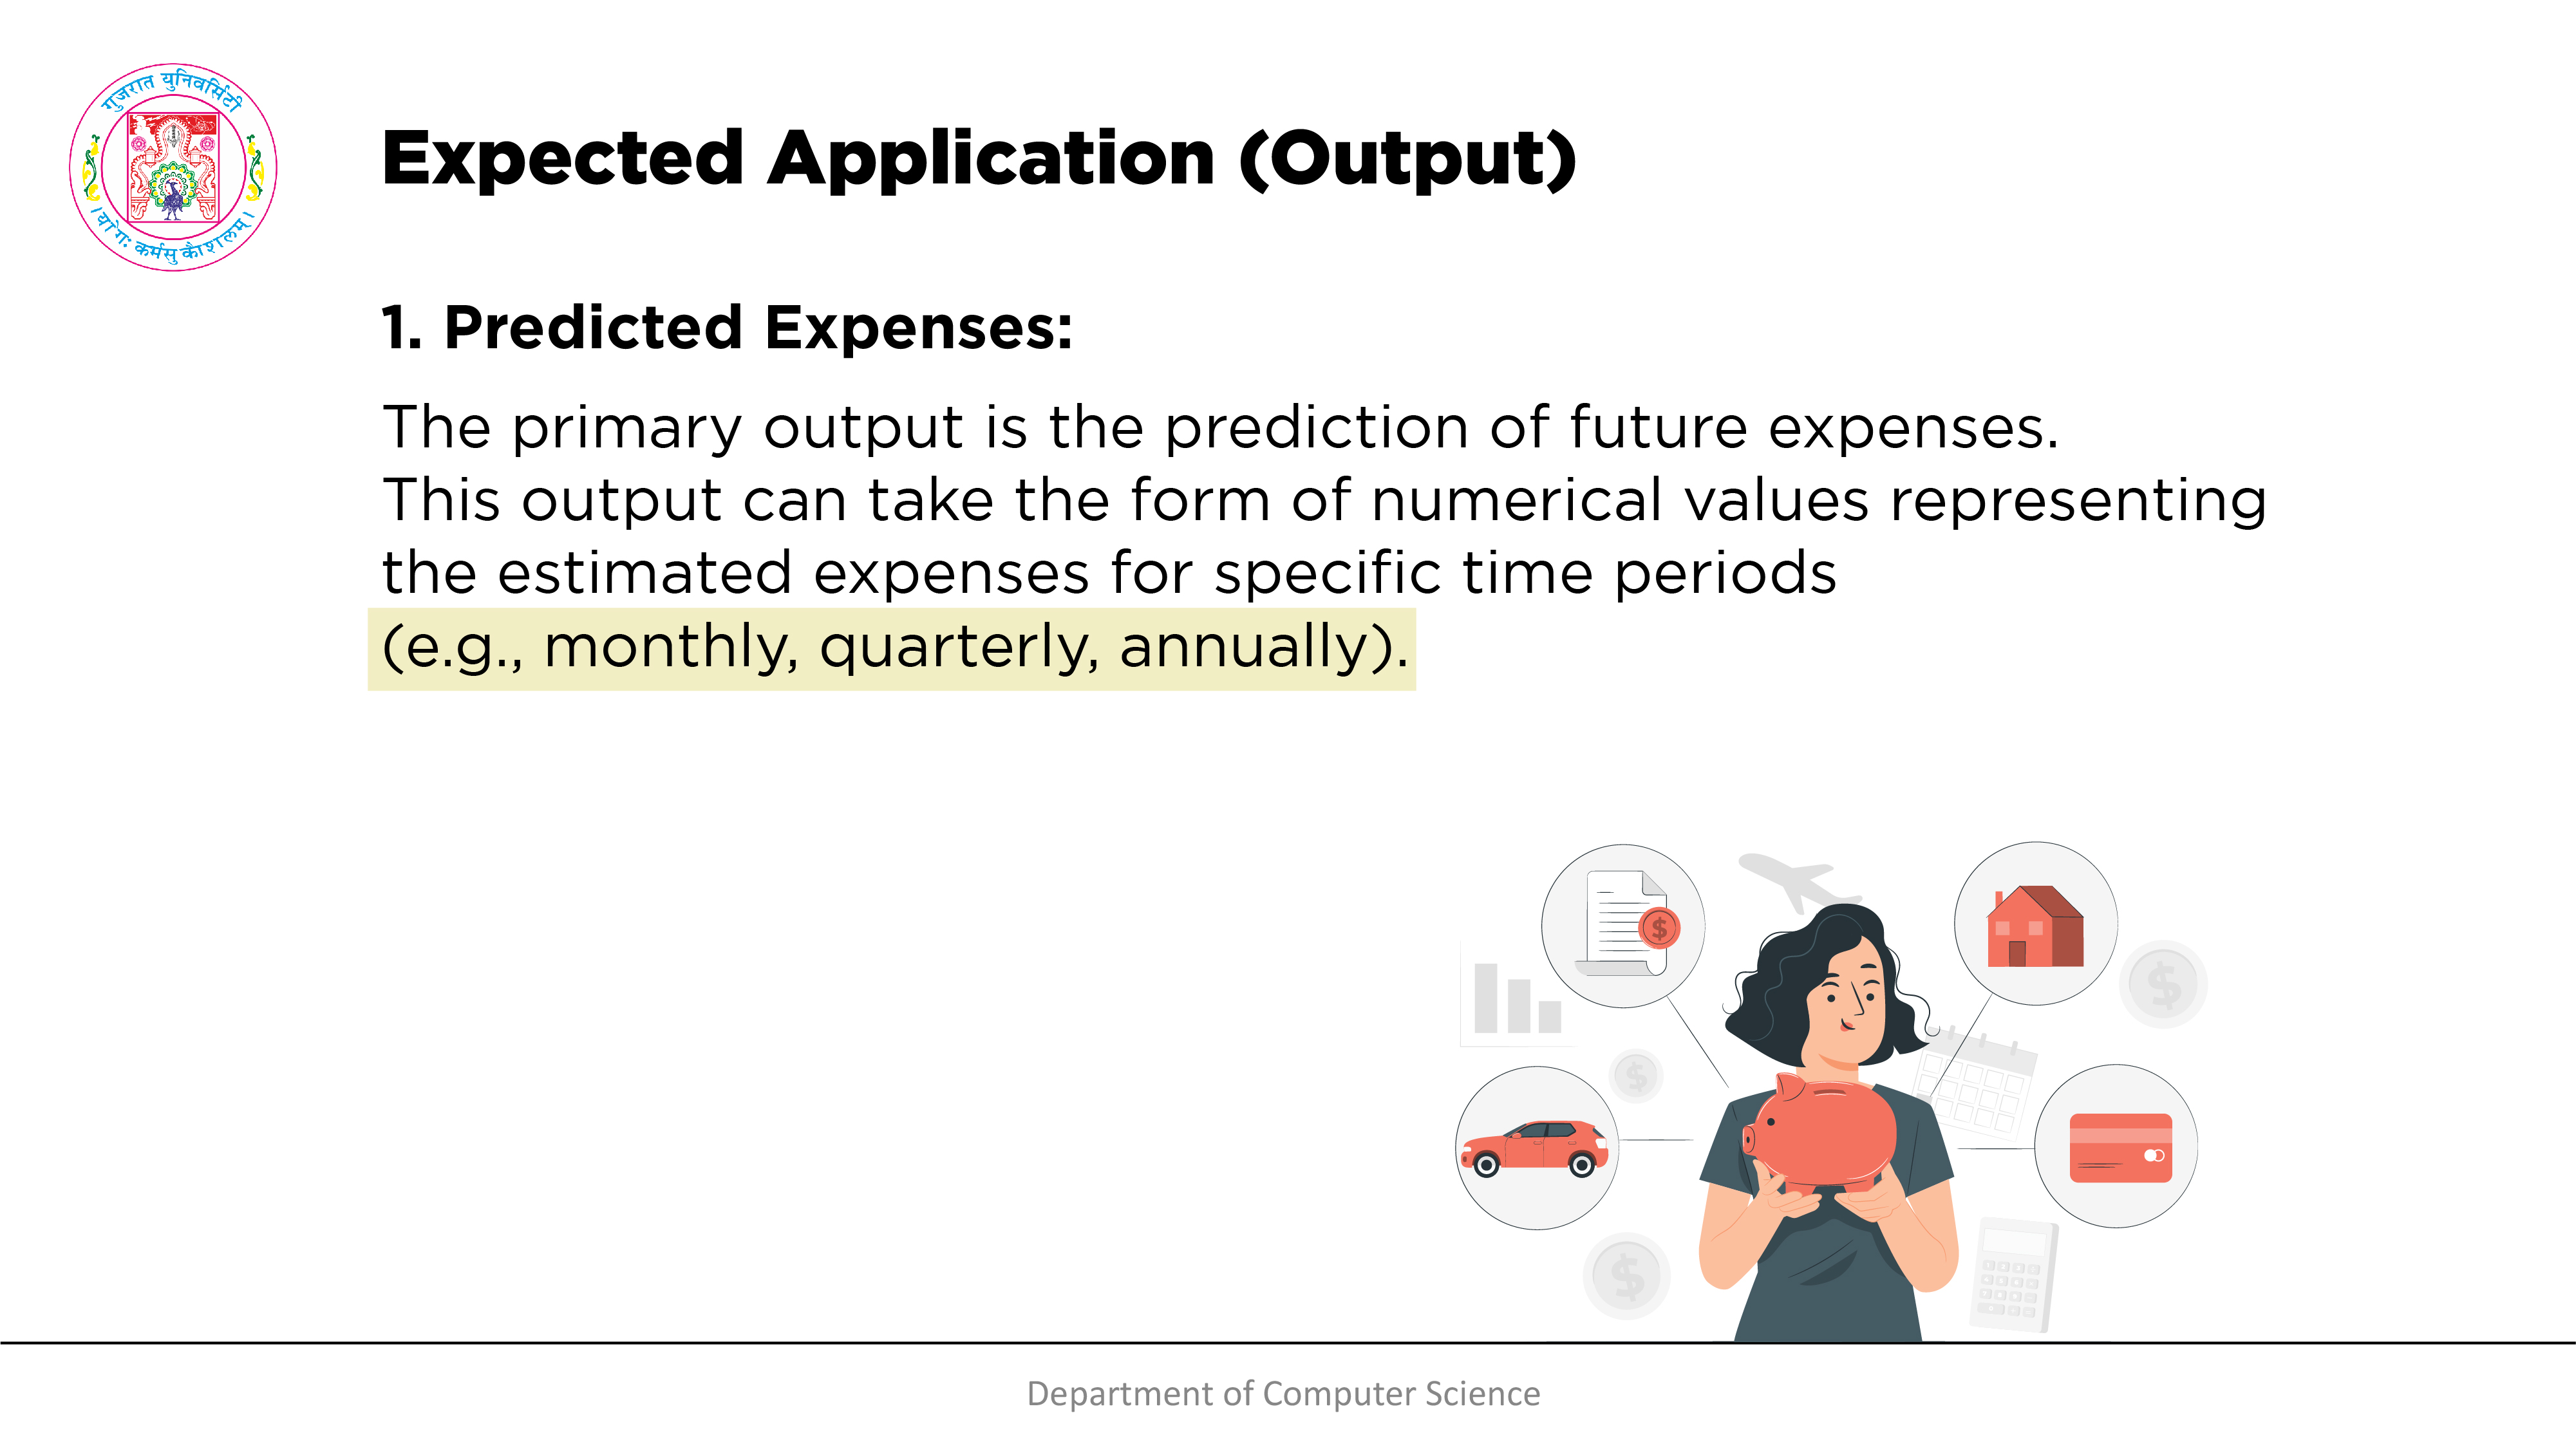 गुजरात युनिवर्सिटी
। योगः कर्मसु कौशलम् ।
Expected Application (Output)
1. Predicted Expenses:
The primary output is the prediction of future expenses.
This output can take the form of numerical values representing
the estimated expenses for specific time periods
(e.g., monthly, quarterly, annually).
$
$
$
$
Department of Computer Science